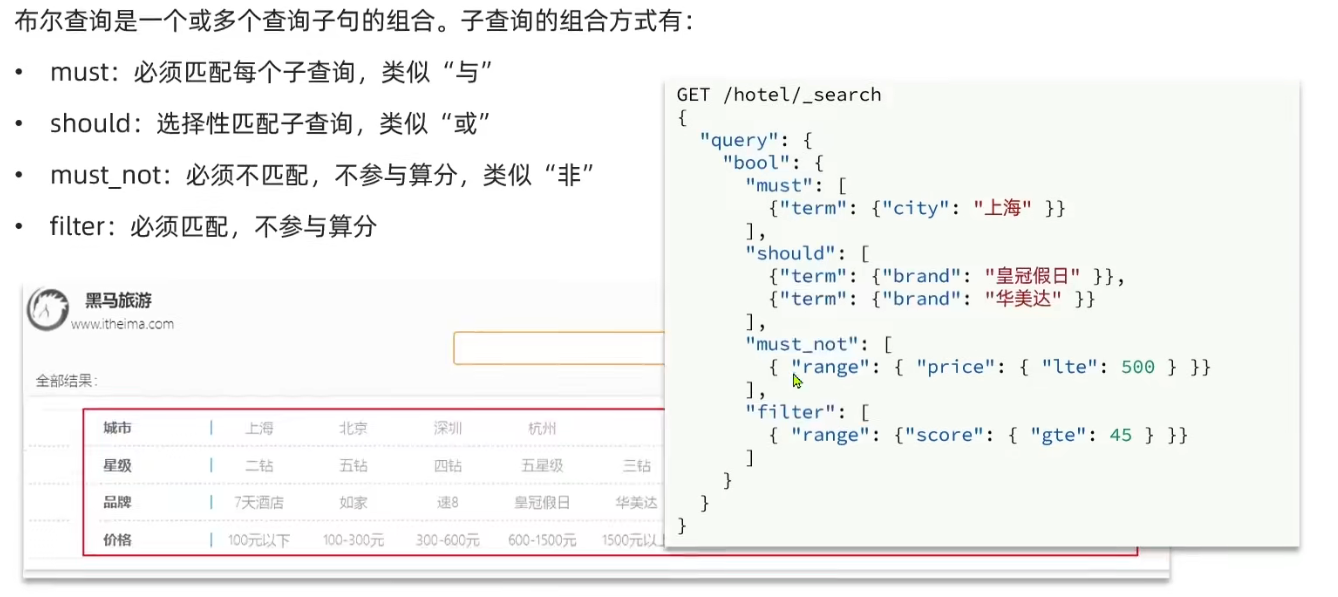 布尔查询是一个或多个查询子句的组合。子查询的组合方式有：
• must：必须匹配每个子查询，类似“与”
• should：选择性匹配子查询，类似“或”
• must_not：必须不匹配，不参与算分，类似“非”
• filter：必须匹配，不参与算分
GET /hotel/_search
{
  "query": {
    "bool": {
      "must": [
        {"term": {"city": "上海" }}
      ],
      "should": [
        {"term": {"brand": "皇冠假日" }},
        {"term": {"brand": "华美达" }}
      ],
      "must_not": [
        { "range": { "price": { "lte": 500 } }}
      ],
      "filter": [
        { "range": {"score": { "gte": 45 } }}
      ]
    }
  }
}
黑马旅游
www.itheima.com
全部结果：
城市 | 上海 北京 深圳 杭州
星级 | 二钻 五钻 四钻 五星级 三钻
品牌 | 7天酒店 如家 速8 皇冠假日 华美达
价格 | 100元以下 100-300元 300-600元 600-1500元 1500元以